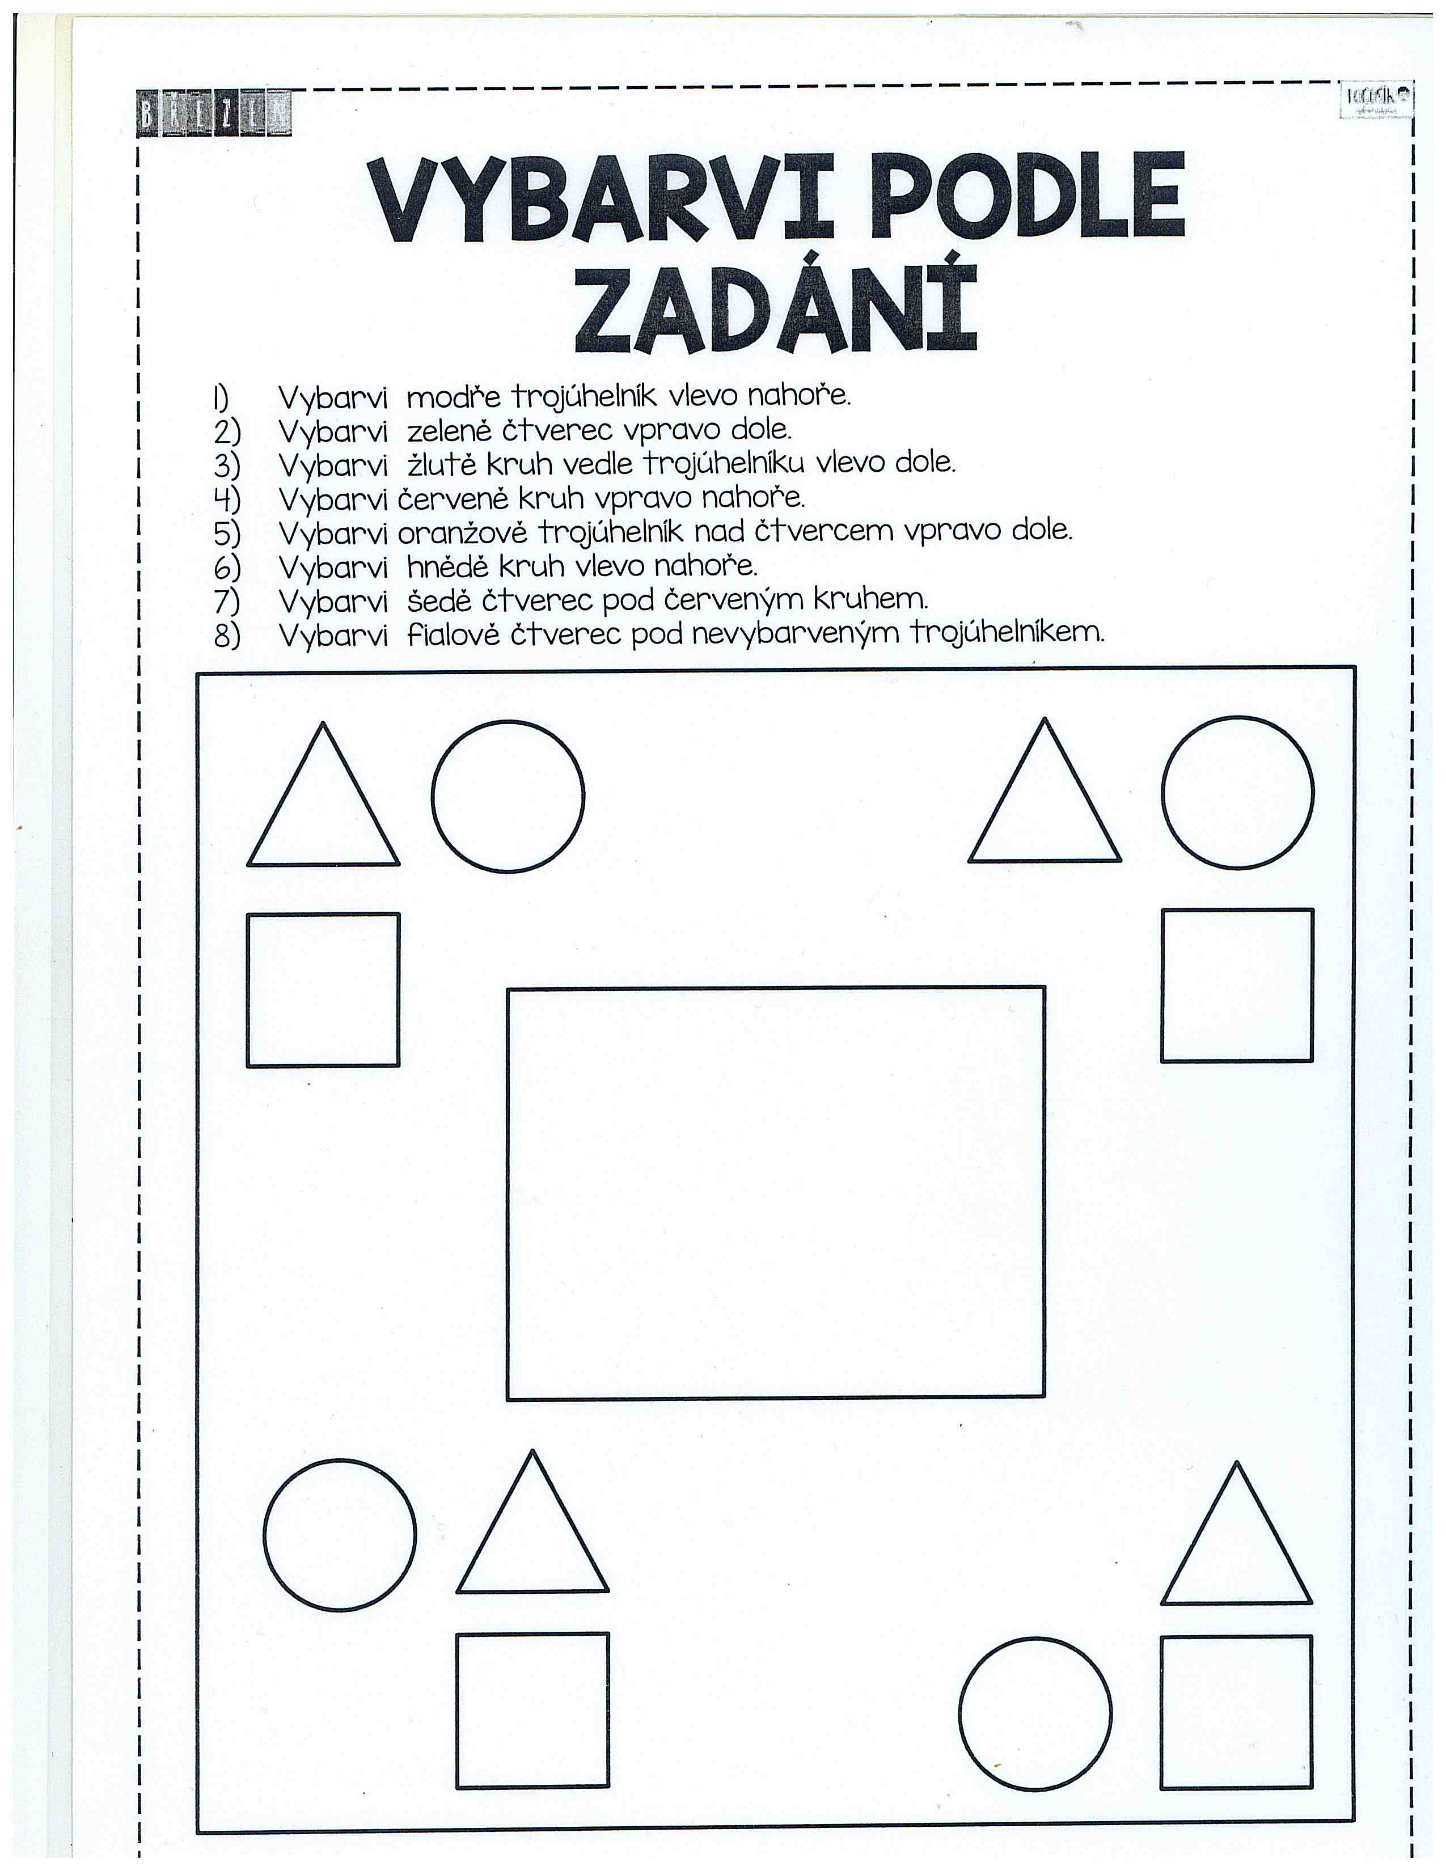 BŘEZEN
VYBARVI PODLE
ZADÁNÍ
1) Vybarvi modře trojúhelník vlevo nahoře.
2) Vybarvi zeleně čtverec vpravo dole.
3) Vybarvi žlutě kruh vedle trojúhelníku vlevo dole.
4) Vybarvi červeně kruh vpravo nahoře.
5) Vybarvi oranžově trojúhelník nad čtvercem vpravo dole.
6) Vybarvi hnědě kruh vlevo nahoře.
7) Vybarvi šedě čtverec pod červeným kruhem.
8) Vybarvi fialově čtverec pod nevybarveným trojúhelníkem.